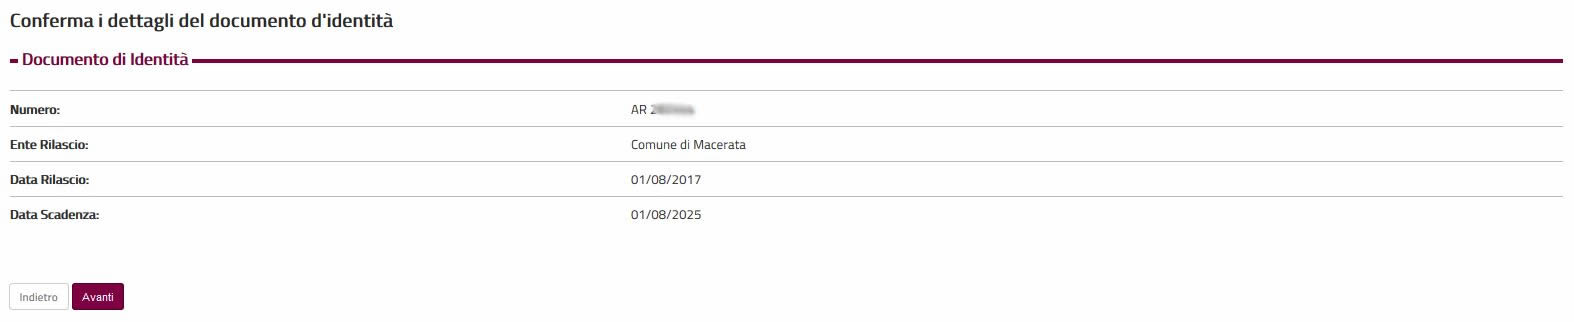 Conferma i dettagli del documento d'identità
Documento di Identità
Numero: AR
Ente Rilascio: Comune di Macerata
Data Rilascio: 01/08/2017
Data Scadenza: 01/08/2025
Indietro Avanti